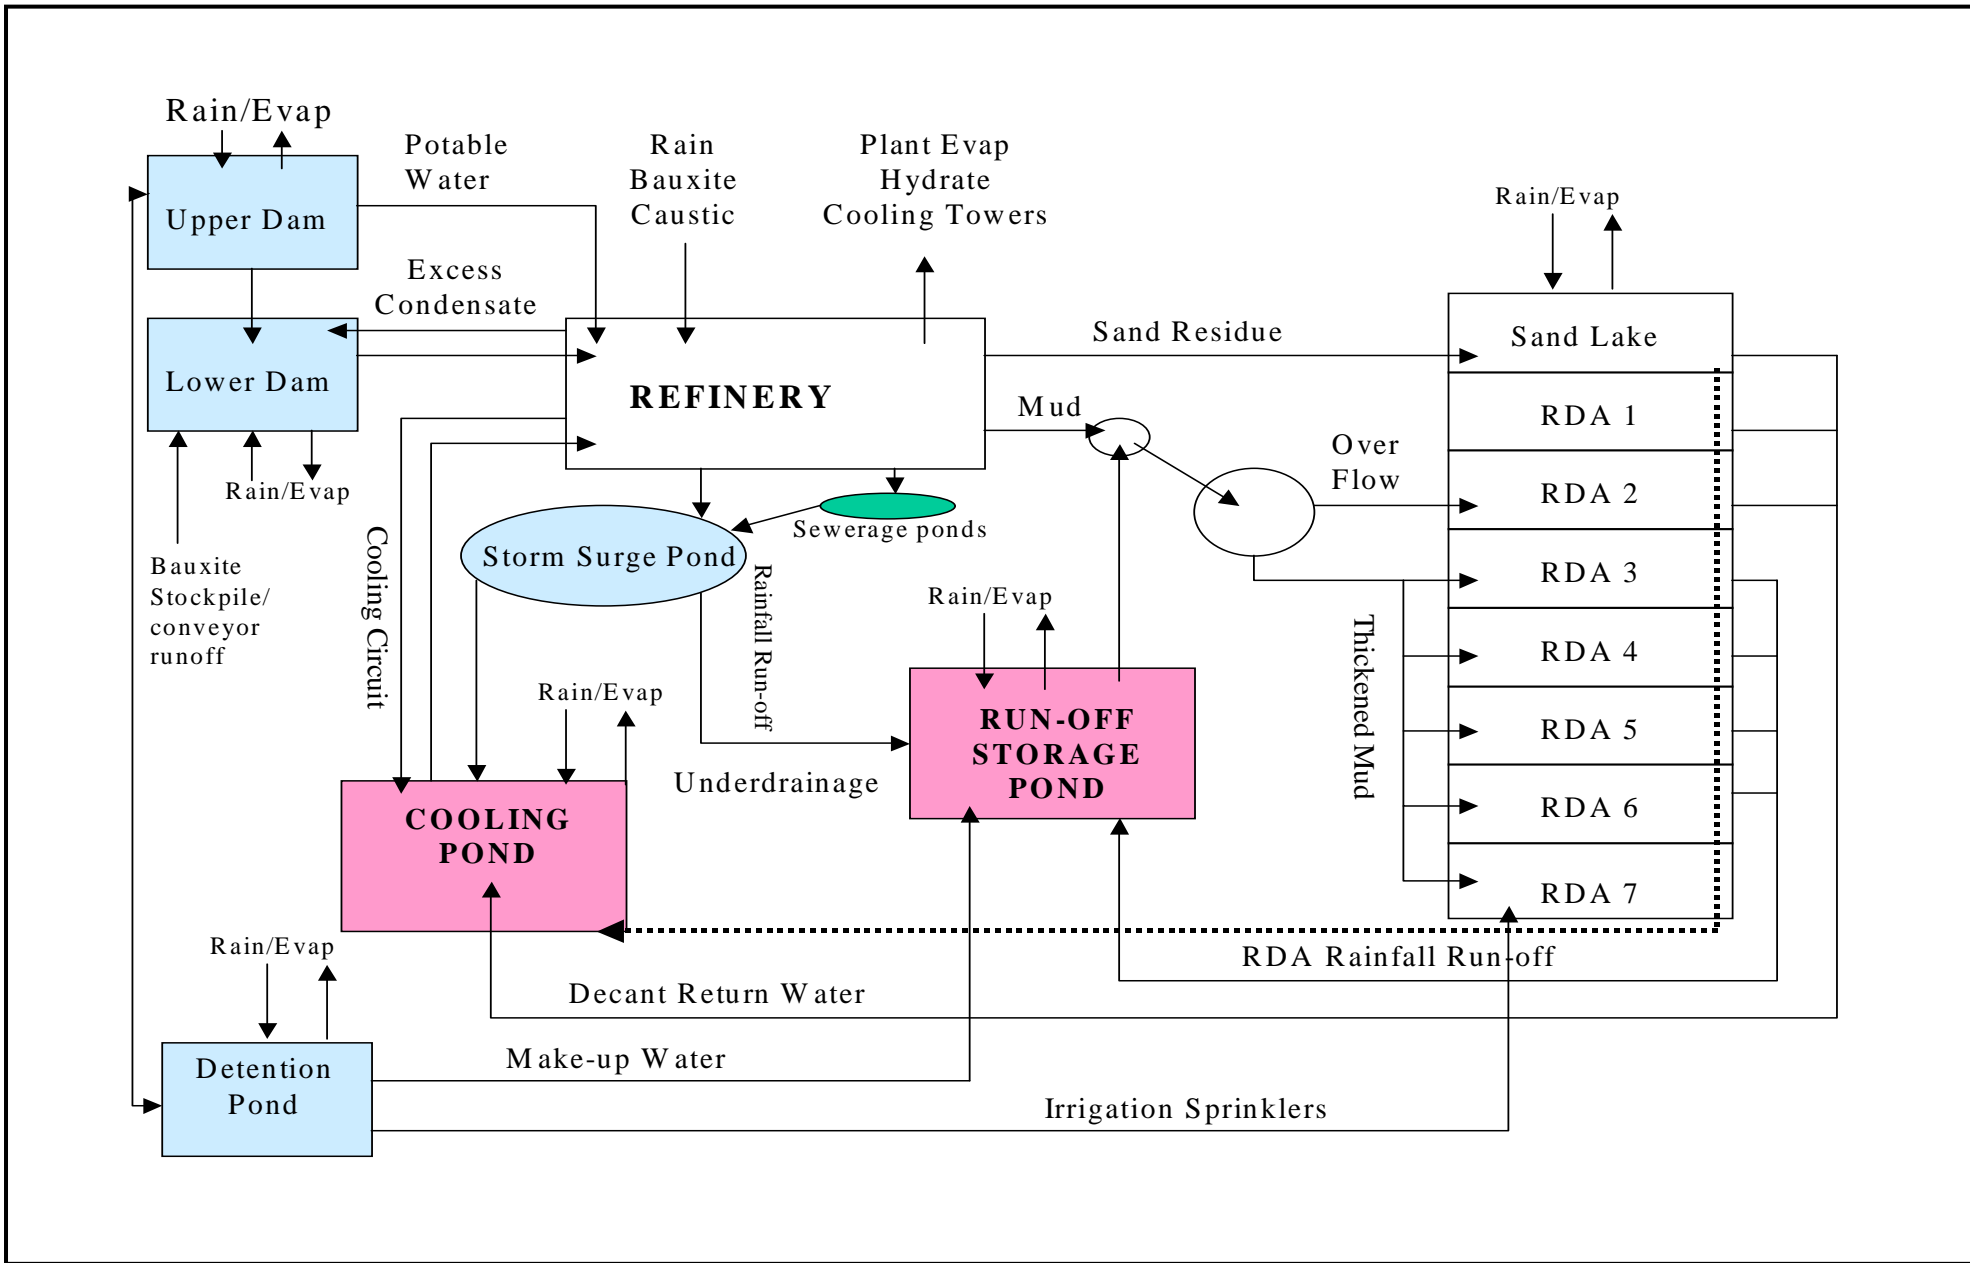 Rain/Evap
Potable
Water
Rain
Bauxite
Caustic
Plant Evap
Hydrate
Cooling Towers
Rain/Evap
Upper Dam
Excess
Condensate
Sand Residue
Sand Lake
Lower Dam
REFINERY
Mud
RDA 1
Over
Flow
RDA 2
Rain/Evap
Sewerage ponds
Storm Surge Pond
Bauxite
Stockpile/
conveyor
runoff
Cooling Circuit
Rainfall Run-off
Rain/Evap
RDA 3
Thickened Mud
RDA 4
Rain/Evap
RUN-OFF
STORAGE
POND
RDA 5
Underdrainage
COOLING
POND
RDA 6
RDA 7
Rain/Evap
RDA Rainfall Run-off
Decant Return Water
Make-up Water
Detention
Pond
Irrigation Sprinklers